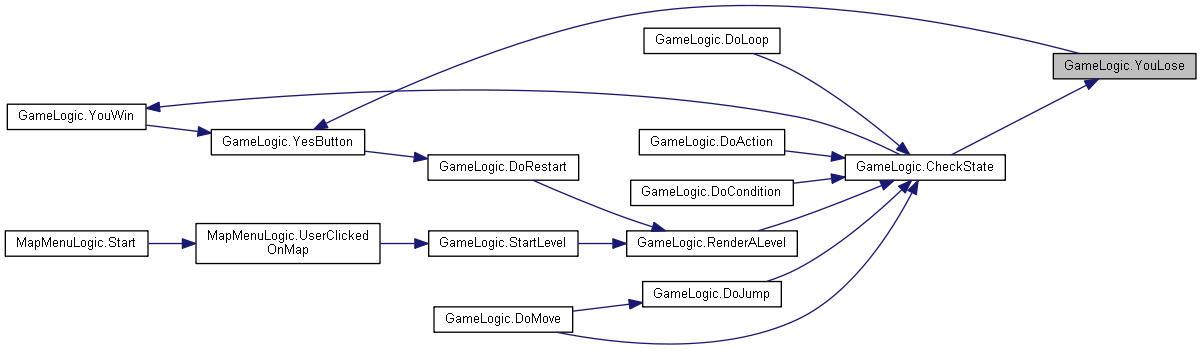 GameLogic.DoLoop
GameLogic.YouLose
GameLogic.YouWin
GameLogic.YesButton
GameLogic.DoAction
GameLogic.DoRestart
GameLogic.CheckState
GameLogic.DoCondition
MapMenuLogic.Start
MapMenuLogic.UserClicked
OnMap
GameLogic.StartLevel
GameLogic.RenderALevel
GameLogic.DoJump
GameLogic.DoMove